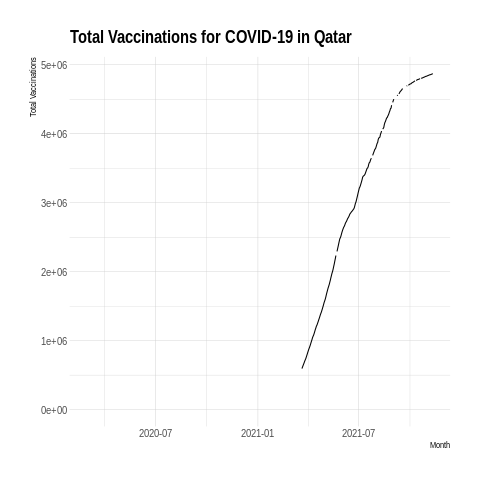 Total Vaccinations for COVID-19 in Qatar
Total Vaccinations
5e+06
4e+06
3e+06
2e+06
1e+06
0e+00
2020-07
2021-01
2021-07
Month